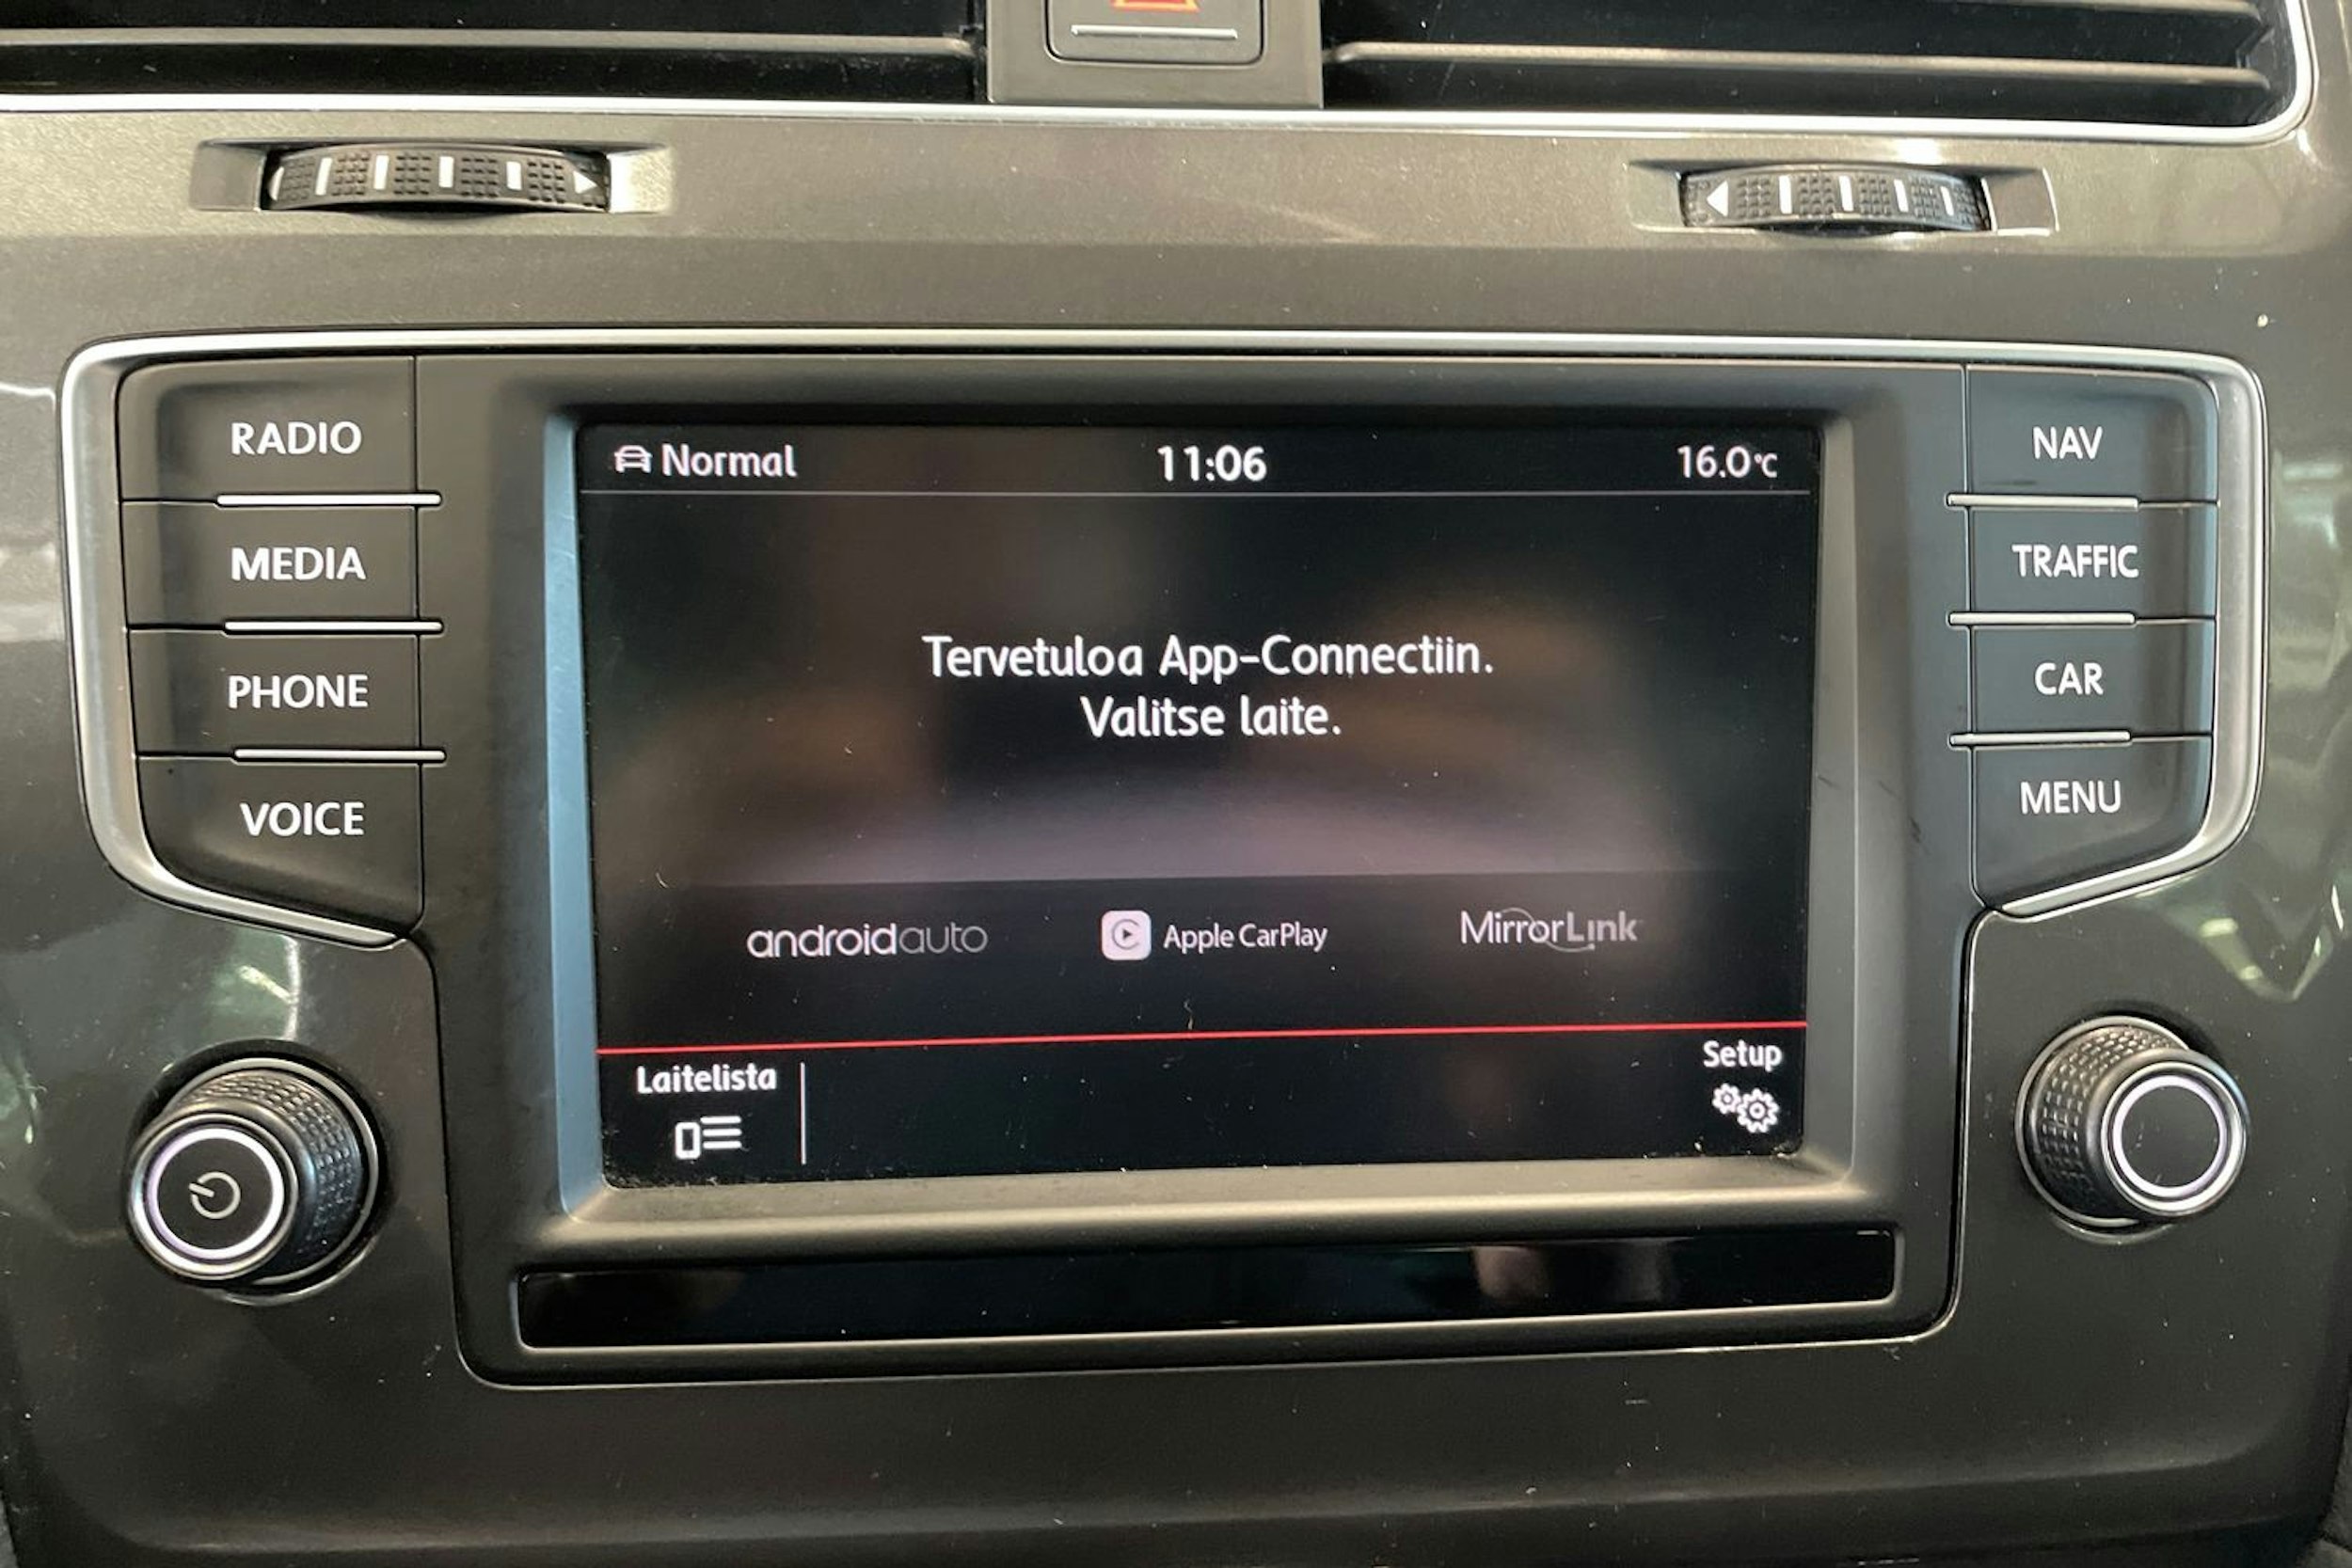 RADIO
MEDIA
PHONE
VOICE
Normal
11:06
16.0°C
Tervetuloa App-Connectiin.
Valitse laite.
androidauto
Apple CarPlay
MirrorLink
Laitelista
Setup
NAV
TRAFFIC
CAR
MENU